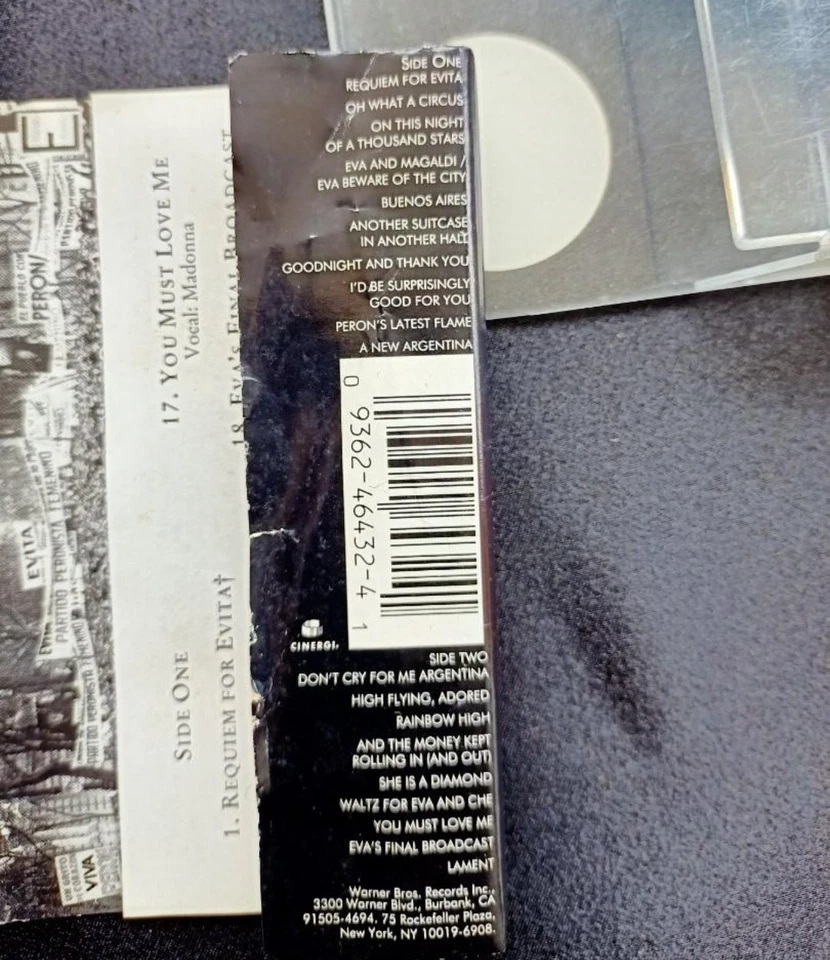 SIDE ONE
REQUIEM FOR EVITA
OH WHAT A CIRCUS
ON THIS NIGHT
OF A THOUSAND STARS
EVA AND MAGALDI /
EVA BEWARE OF THE CITY
BUENOS AIRES
ANOTHER SUITCASE
IN ANOTHER HALL
GOODNIGHT AND THANK YOU
I'D BE SURPRISINGLY
GOOD FOR YOU
PERON'S LATEST FLAME
A NEW ARGENTINA
0 9362-46432-4 1
CINERGI.
SIDE TWO
DON'T CRY FOR ME ARGENTINA
HIGH FLYING, ADORED
RAINBOW HIGH
AND THE MONEY KEPT
ROLLING IN (AND OUT)
SHE IS A DIAMOND
WALTZ FOR EVA AND CHE
YOU MUST LOVE ME
EVA'S FINAL BROADCAST
LAMENT
Warner Bros. Records Inc.,
3300 Warner Blvd., Burbank, CA
91505-4694. 75 Rockefeller Plaza,
New York, NY 10019-6908.
17. YOU MUST LOVE ME
Vocal: Madonna
18. EVA'S FINAL BROADCAST
SIDE ONE
1. REQUIEM FOR EVITA†
PERON
EVITA
PARTIDO PERONISTA FEMENINO
VIVA